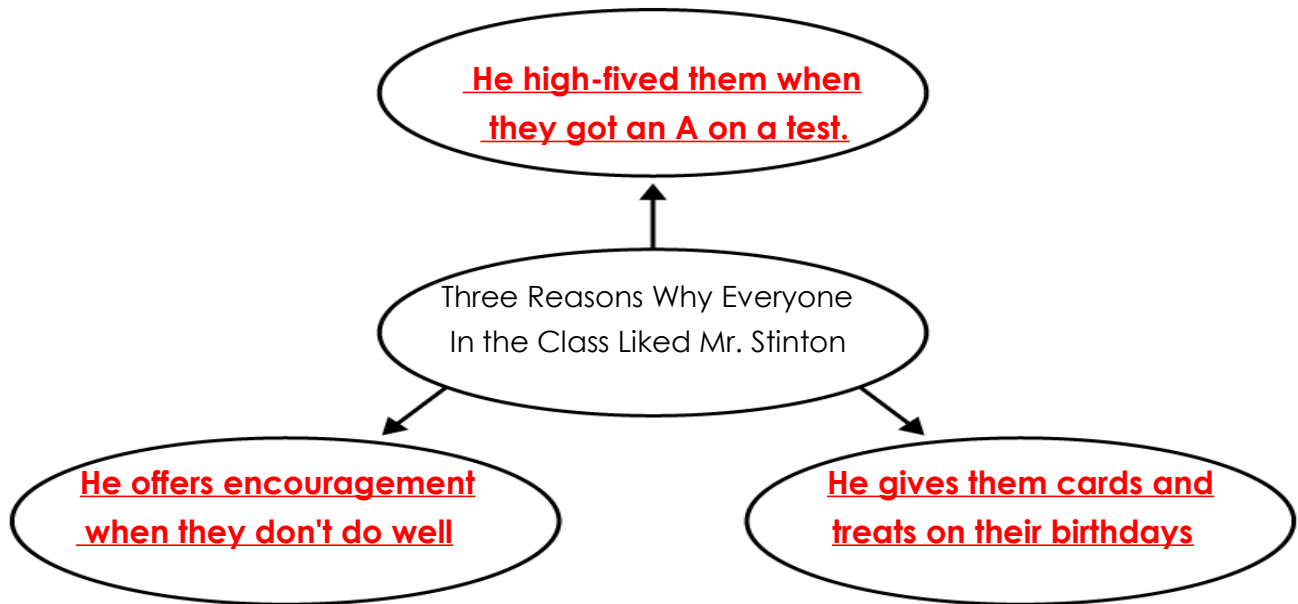 He high-fived them when
they got an A on a test.
Three Reasons Why Everyone
In the Class Liked Mr. Stinton
He offers encouragement
when they don't do well
He gives them cards and
treats on their birthdays